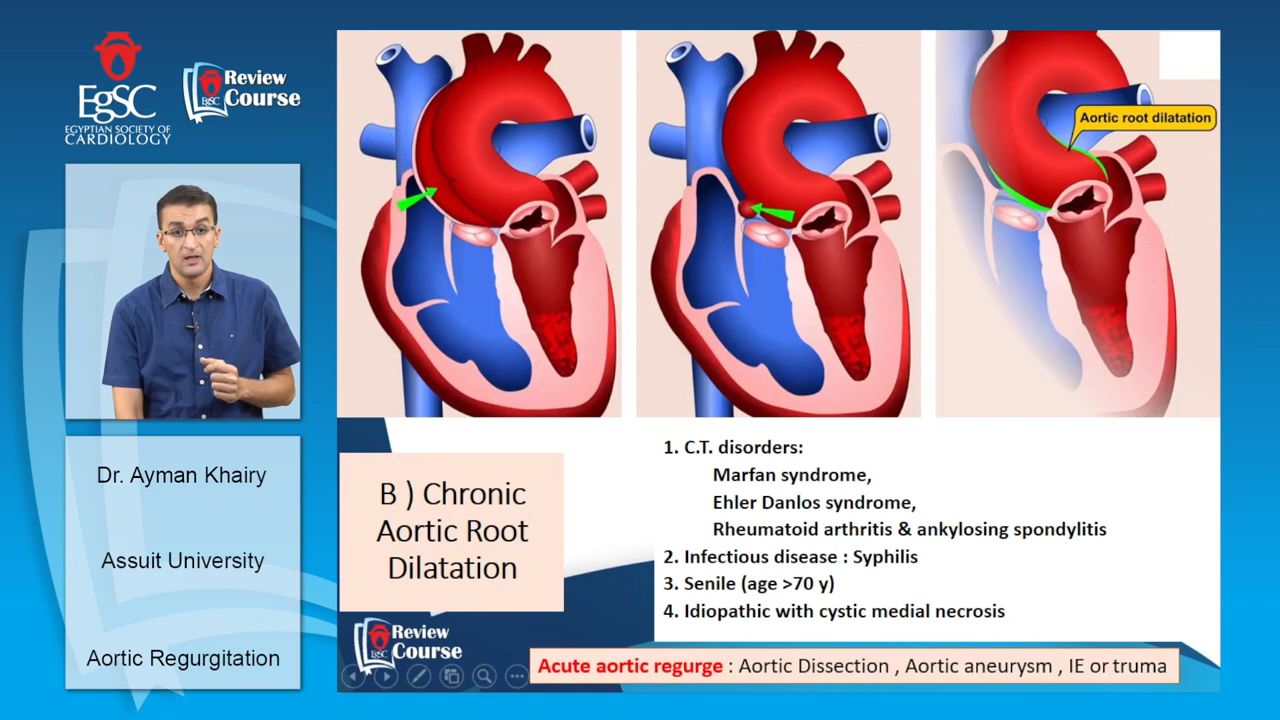 EgSC
EGYPTIAN SOCIETY OF
CARDIOLOGY
Review
Course
EgSC
Dr. Ayman Khairy
Assuit University
Aortic Regurgitation
Aortic root dilatation
B ) Chronic
Aortic Root
Dilatation
1. C.T. disorders:
Marfan syndrome,
Ehler Danlos syndrome,
Rheumatoid arthritis & ankylosing spondylitis
2. Infectious disease : Syphilis
3. Senile (age >70 y)
4. Idiopathic with cystic medial necrosis
Review
Course
EgSC
Acute aortic regurge : Aortic Dissection , Aortic aneurysm , IE or truma